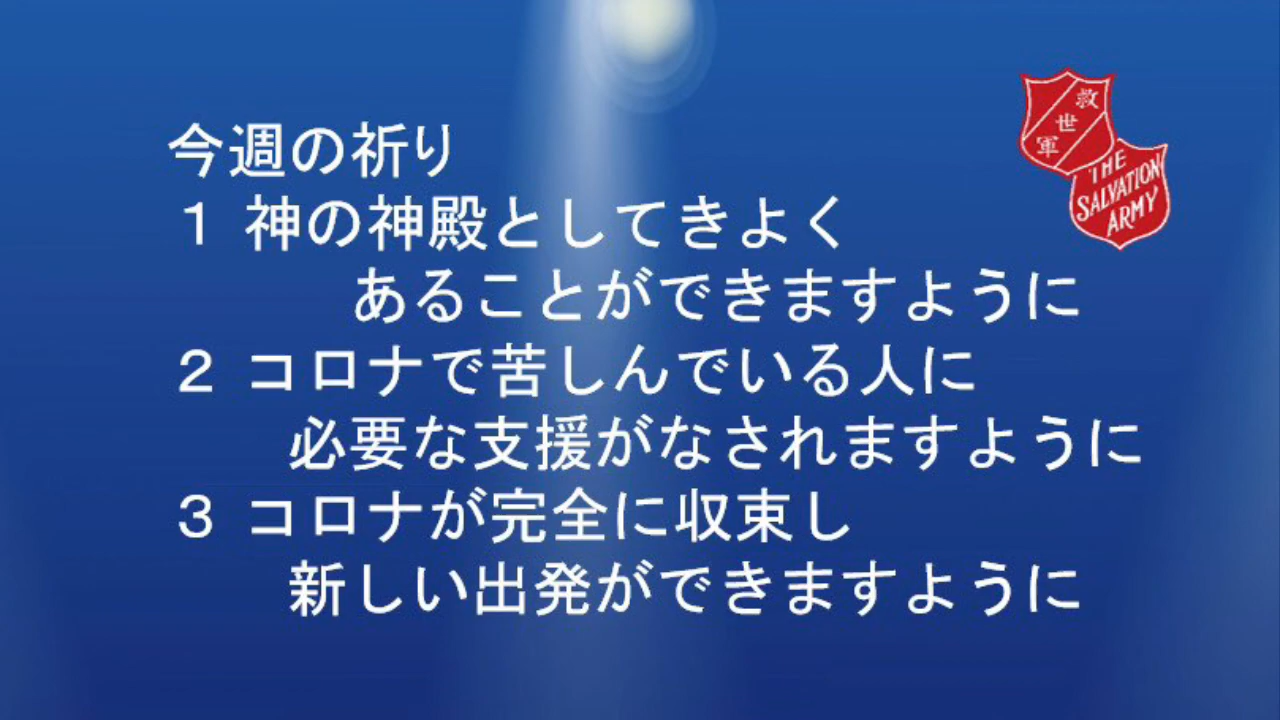 今週の祈り
１ 神の神殿としてきよく
あることができますように
２ コロナで苦しんでいる人に
必要な支援がなされますように
３ コロナが完全に収束し
新しい出発ができますように
救世軍
THE
SALVATION
ARMY